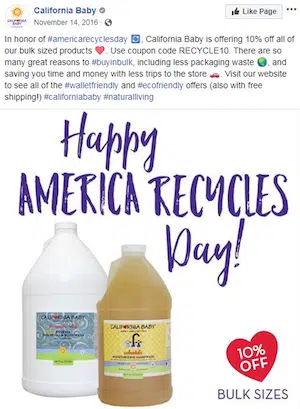 California Baby
Like Page
November 14, 2016
In honor of #americarecyclesday ♻️, California Baby is offering 10% off all of
our bulk sized products ❤️. Use coupon code RECYCLE10. There are so
many great reasons to #buyinbulk, including less packaging waste 🌍, and
saving you time and money with less trips to the store 🚗. Visit our website
to see all of the #walletfriendly and #ecofriendly offers (also with free
shipping!) #californiababy #naturalliving
Happy
AMERICA RECYCLES
Day!
CALIFORNIA BABY
CALIFORNIA BABY
10%
OFF
BULK SIZES